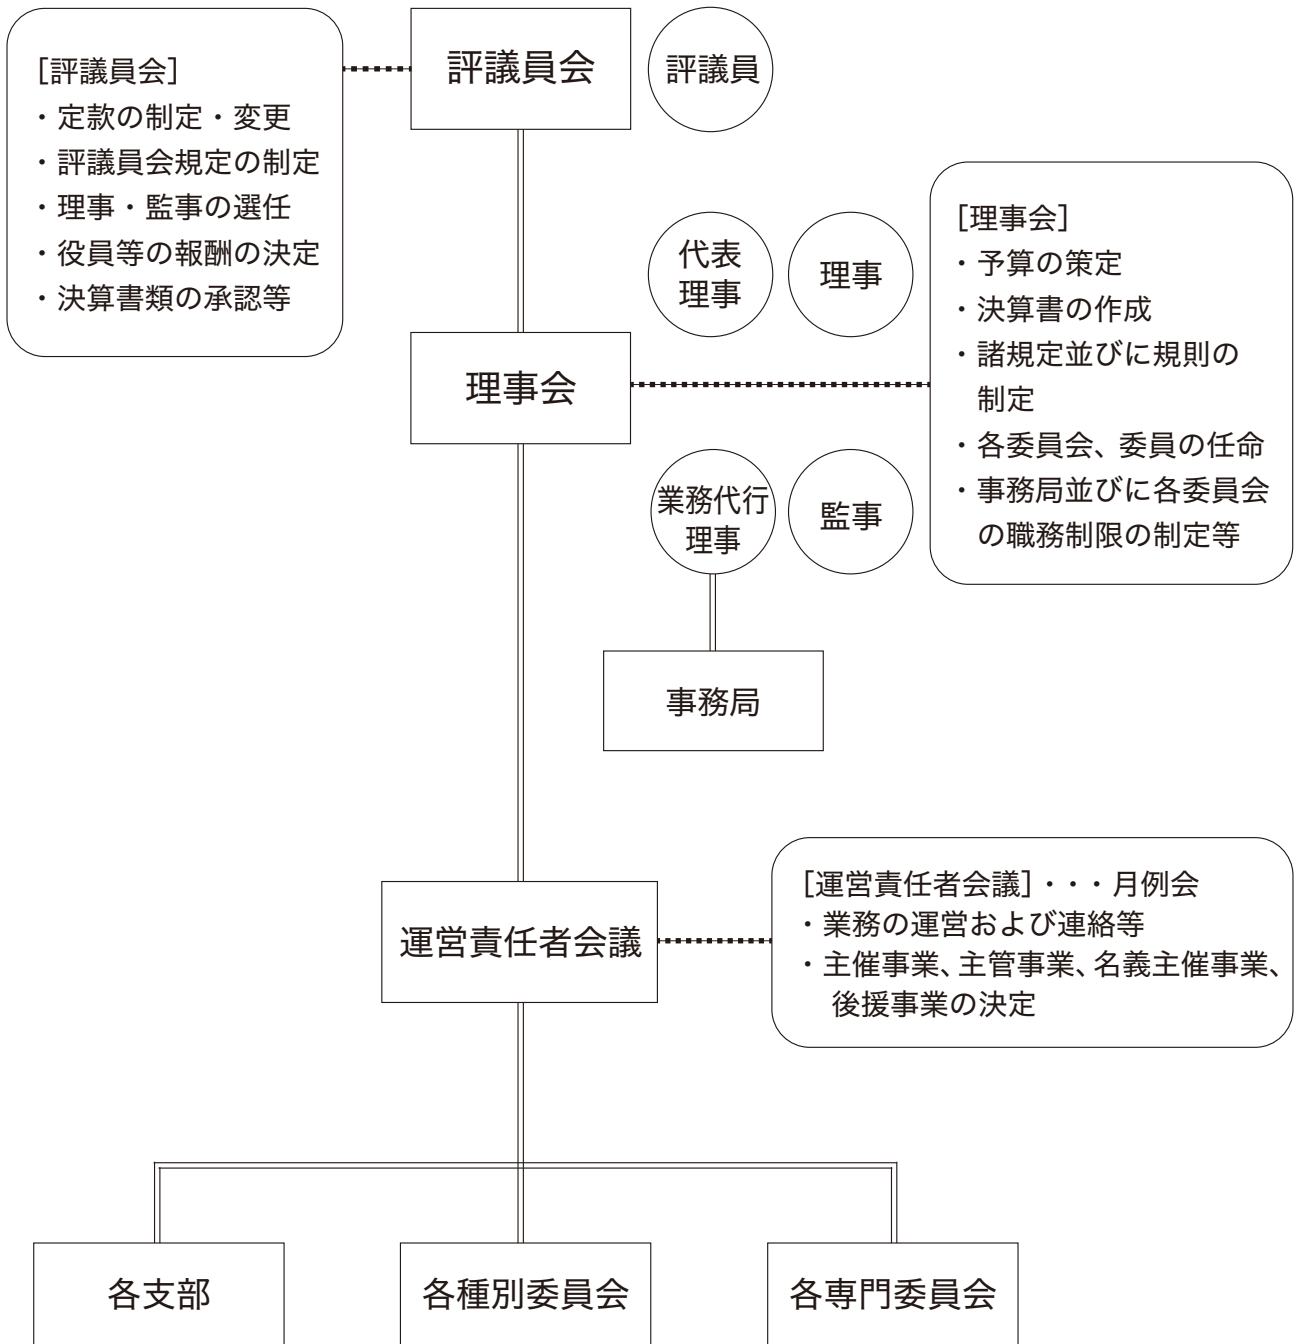 評議員会
評議員
［評議員会］
・定款の制定・変更
・評議員会規定の制定
・理事・監事の選任
・役員等の報酬の決定
・決算書類の承認等
代表
理事
理事
理事会
［理事会］
・予算の策定
・決算書の作成
・諸規定並びに規則の
制定
・各委員会、委員の任命
・事務局並びに各委員会
の職務制限の制定等
業務代行
理事
監事
事務局
運営責任者会議
［運営責任者会議］・・・月例会
・業務の運営および連絡等
・主催事業、主管事業、名義主催事業、
後援事業の決定
各支部
各種別委員会
各専門委員会